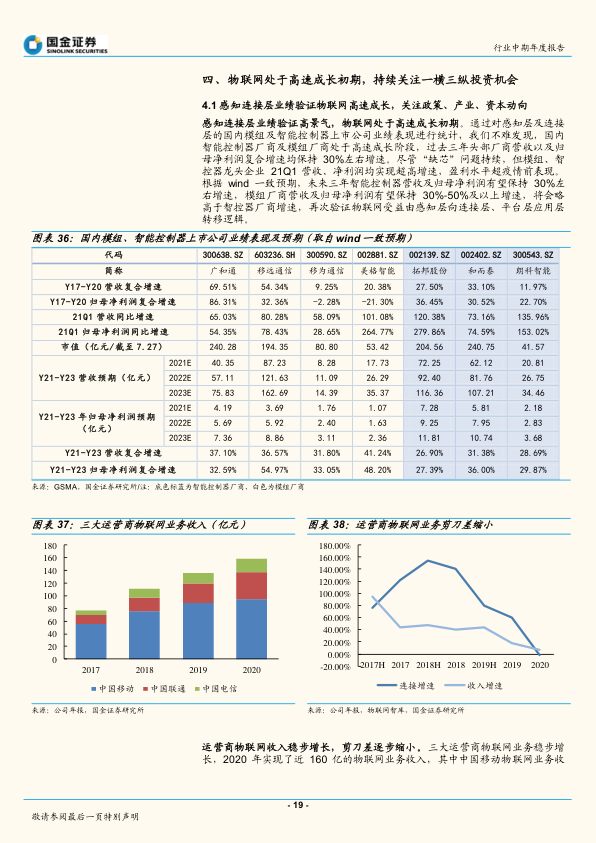 国金证券
SINOLINK SECURITIES
行业中期年度报告
四、物联网处于高速成长初期，持续关注一横三纵投资机会
4.1 感知连接层业绩验证物联网高速成长，关注政策、产业、资本动向
感知连接层业绩验证高景气，物联网处于高速成长初期。通过对感知层及连接
层的国内模组及智能控制器上市公司业绩表现进行统计，我们不难发现，国内
智能控制器厂商及模组厂商处于高速成长阶段，过去三年头部厂商营收以及归
母净利润复合增速均保持 30%左右增速，尽管“缺芯”问题持续，但模组、智
控器龙头企业 21Q1 营收、净利润均实现超高增速，盈利水平超疫情前表现。
根据 wind 一致预期，未来三年智能控制器营收及归母净利润有望保持 30%左
右增速，模组厂商营收及归母净利润有望保持 30%-50%及以上增速，将会略
高于智控器厂商增速，再次验证物联网受益由感知层向连接层、平台层应用层
转移逻辑。
图表 36：国内模组、智能控制器上市公司业绩表现及预期（取自 wind 一致预期）
代码 300638.SZ 603236.SH 300590.SZ 002881.SZ 002139.SZ 002402.SZ 300543.SZ
简称 广和通 移远通信 移为通信 美格智能 拓邦股份 和而泰 朗科智能
Y17-Y20 营收复合增速 69.51% 54.34% 9.25% 20.38% 27.50% 33.10% 11.97%
Y17-Y20 归母净利润复合增速 86.31% 32.36% -2.28% -21.30% 36.45% 30.52% 22.70%
21Q1 营收同比增速 65.03% 80.28% 58.09% 101.08% 120.38% 73.16% 135.96%
21Q1 归母净利润同比增速 54.35% 78.43% 28.65% 264.77% 279.86% 74.59% 153.02%
市值（亿元/截至 7.27） 240.28 194.35 80.80 53.42 204.56 240.75 41.57
Y21-Y23 营收预期（亿元）
2021E 40.35 87.23 8.28 17.73 72.25 62.12 20.81
2022E 57.11 121.63 11.09 26.29 92.40 81.76 26.75
2023E 75.83 162.69 14.39 35.37 116.36 107.21 34.46
Y21-Y23 年归母净利润预期
（亿元）
2021E 4.19 3.69 1.76 1.07 7.28 5.81 2.18
2022E 5.69 5.92 2.40 1.63 9.25 7.95 2.83
2023E 7.36 8.86 3.11 2.36 11.81 10.74 3.68
Y21-Y23 营收复合增速 37.10% 36.57% 31.80% 41.24% 26.90% 31.38% 28.69%
Y21-Y23 归母净利润复合增速 32.59% 54.97% 33.05% 48.20% 27.39% 36.00% 29.87%
来源：GSMA，国金证券研究所/注：底色标蓝为智能控制器厂商，白色为模组厂商
图表 37：三大运营商物联网业务收入（亿元）
180
160
140
120
100
80
60
40
20
0
2017 2018 2019 2020
中国移动 中国联通 中国电信
来源：公司年报，国金证券研究所
图表 38：运营商物联网业务剪刀差缩小
180.00%
160.00%
140.00%
120.00%
100.00%
80.00%
60.00%
40.00%
20.00%
0.00%
-20.00%
2017H 2017 2018H 2018 2019H 2019 2020
连接增速 收入增速
来源：公司年报，物联网智库，国金证券研究所
运营商物联网收入稳步增长，剪刀差逐步缩小。三大运营商物联网业务稳步增
长，2020 年实现了近 160 亿的物联网业务收入，其中中国移动物联网业务收
- 19 -
敬请参阅最后一页特别声明